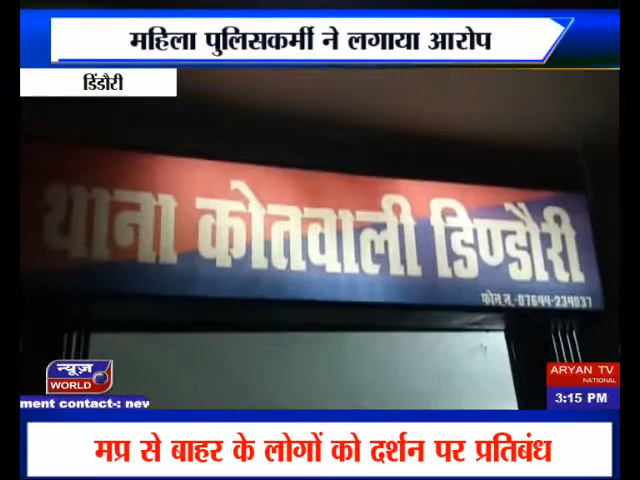 महिला पुलिसकर्मी ने लगाया आरोप
डिंडौरी
थाना कोतवाली डिण्डौरी
फोन.न.-07644-234037
न्यूज़
WORLD
ARYAN TV
NATIONAL
ment contact-: new
3:15 PM
मप्र से बाहर के लोगों को दर्शन पर प्रतिबंध